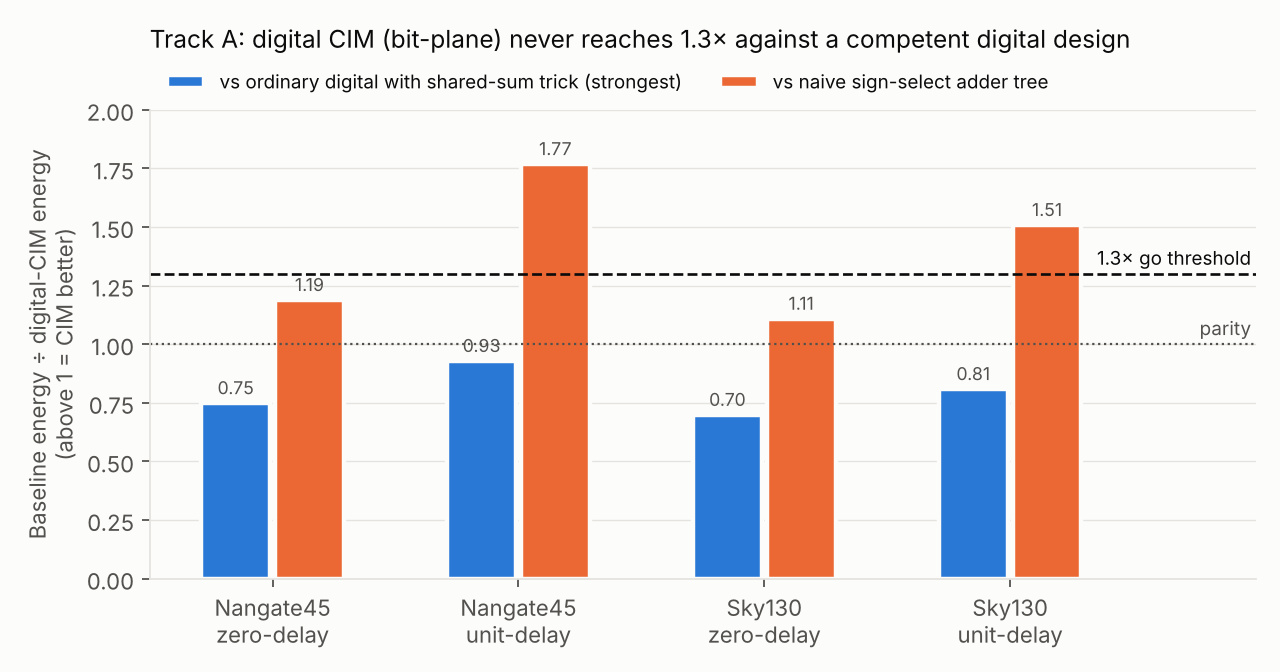 Track A: digital CIM (bit-plane) never reaches 1.3× against a competent digital design
vs ordinary digital with shared-sum trick (strongest)
vs naive sign-select adder tree
Baseline energy ÷ digital-CIM energy
(above 1 = CIM better)
2.00
1.75
1.50
1.25
1.00
0.75
0.50
0.25
0.00
0.75
1.19
0.93
1.77
0.70
1.11
0.81
1.51
1.3× go threshold
parity
Nangate45
zero-delay
Nangate45
unit-delay
Sky130
zero-delay
Sky130
unit-delay